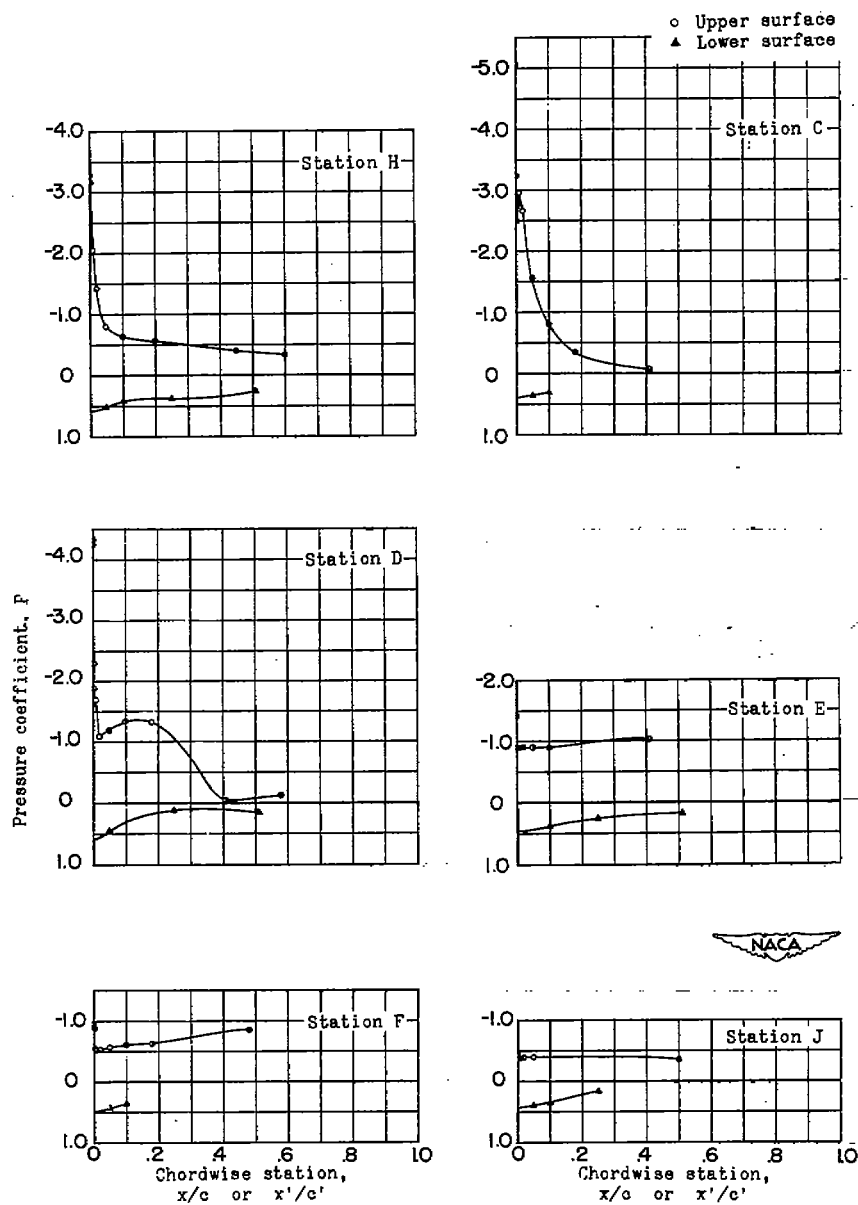 ○ Upper surface
▲ Lower surface
-4.0
-3.0
-2.0
-1.0
0
1.0
Station H
-5.0
-4.0
-3.0
-2.0
-1.0
0
1.0
Station C
Pressure coefficient, P
-4.0
-3.0
-2.0
-1.0
0
1.0
Station D
-2.0
-1.0
0
1.0
Station E
NACA
-1.0
0
1.0
Station F
0 .2 .4 .6 .8 1.0
Chordwise station,
x/c or x'/c'
-1.0
0
1.0
Station J
0 .2 .4 .6 .8 1.0
Chordwise station,
x/c or x'/c'